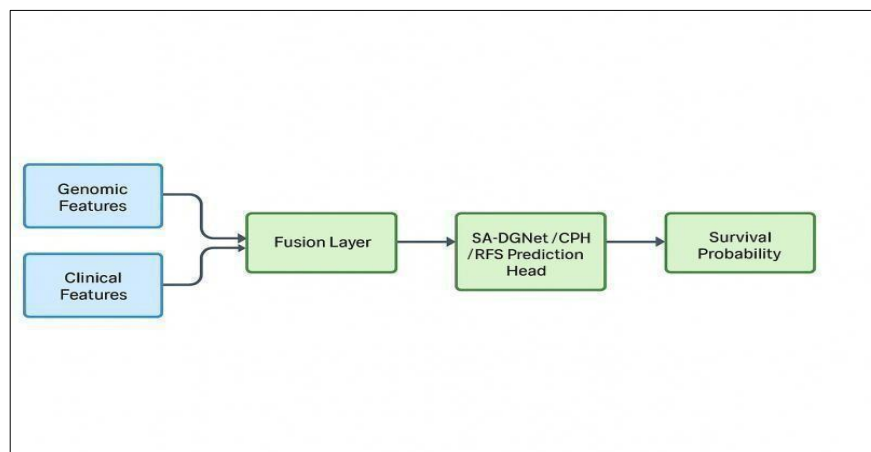 Genomic
Features
Clinical
Features
Fusion Layer
SA-DGNet /CPH
/RFS Prediction
Head
Survival
Probability